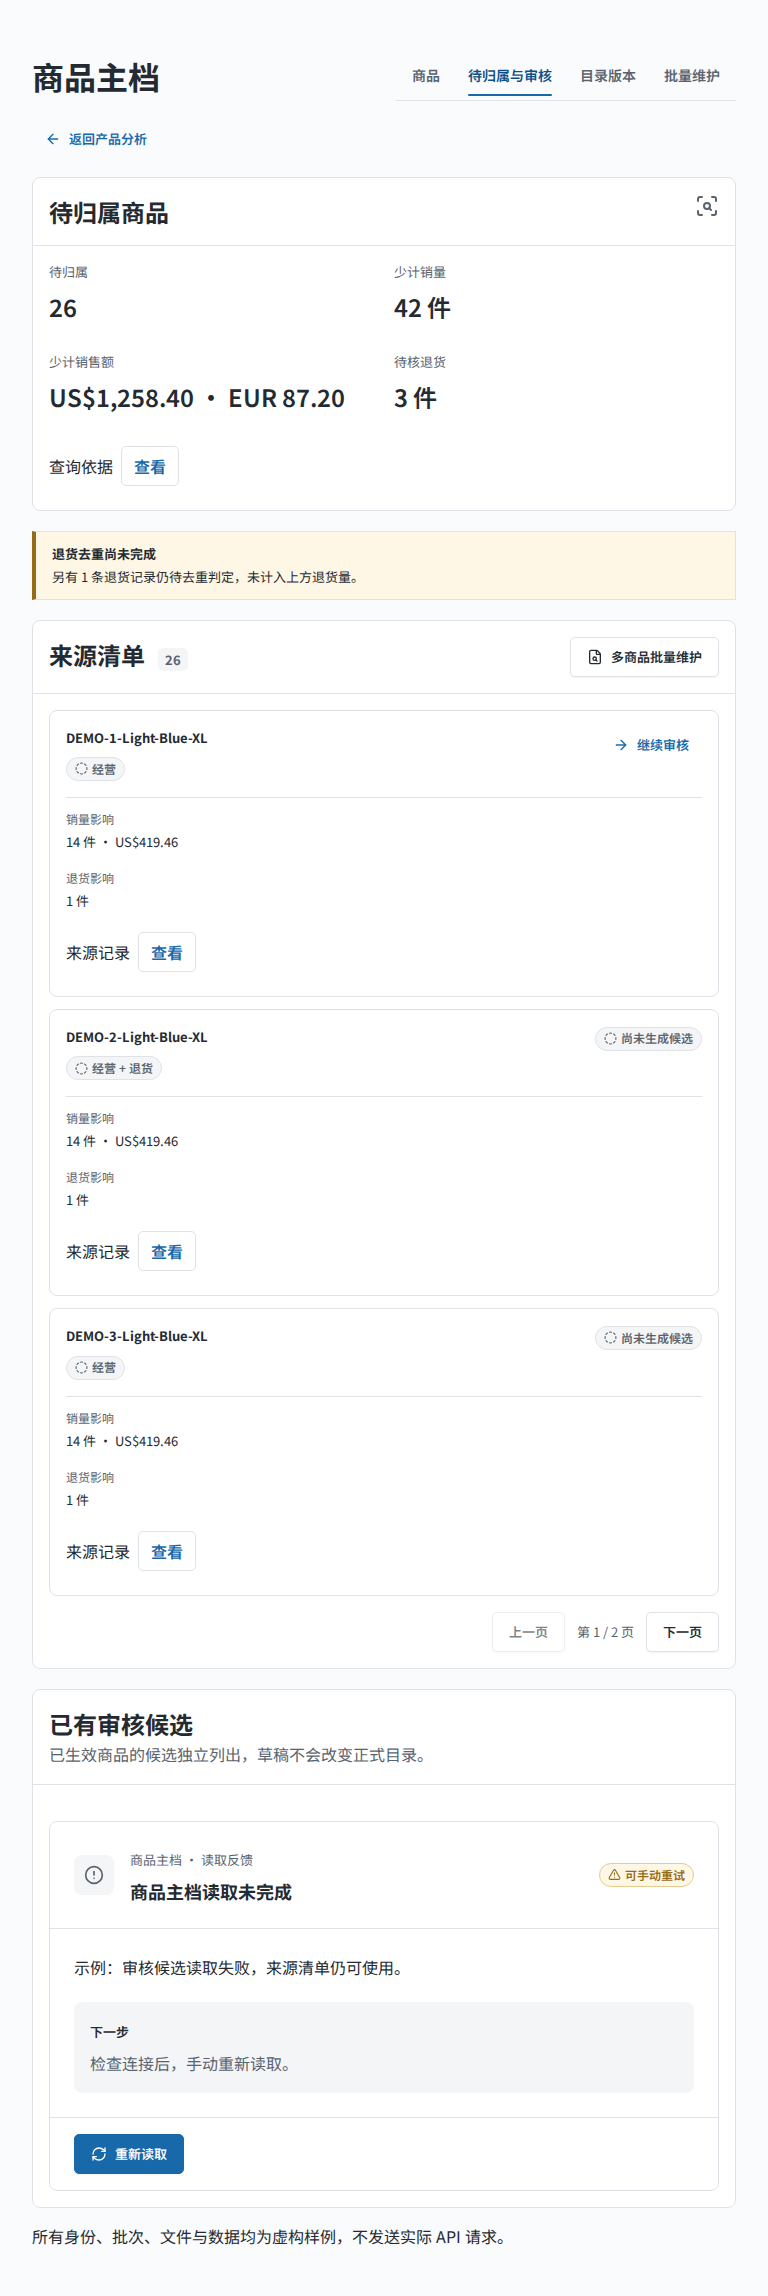 商品主档
商品 待归属与审核 目录版本 批量维护
返回产品分析
待归属商品
待归属
26
少计销量
42 件
少计销售额
US$1,258.40 · EUR 87.20
待核退货
3 件
查询依据 查看
退货去重尚未完成
另有 1 条退货记录仍待去重判定，未计入上方退货量。
来源清单 26
多商品批量维护
DEMO-1-Light-Blue-XL
继续审核
经营
销量影响
14 件 · US$419.46
退货影响
1 件
来源记录 查看
DEMO-2-Light-Blue-XL
尚未生成候选
经营 + 退货
销量影响
14 件 · US$419.46
退货影响
1 件
来源记录 查看
DEMO-3-Light-Blue-XL
尚未生成候选
经营
销量影响
14 件 · US$419.46
退货影响
1 件
来源记录 查看
上一页 第 1 / 2 页 下一页
已有审核候选
已生效商品的候选独立列出，草稿不会改变正式目录。
商品主档 · 读取反馈
商品主档读取未完成
可手动重试
示例：审核候选读取失败，来源清单仍可使用。
下一步
检查连接后，手动重新读取。
重新读取
所有身份、批次、文件与数据均为虚构样例，不发送实际 API 请求。